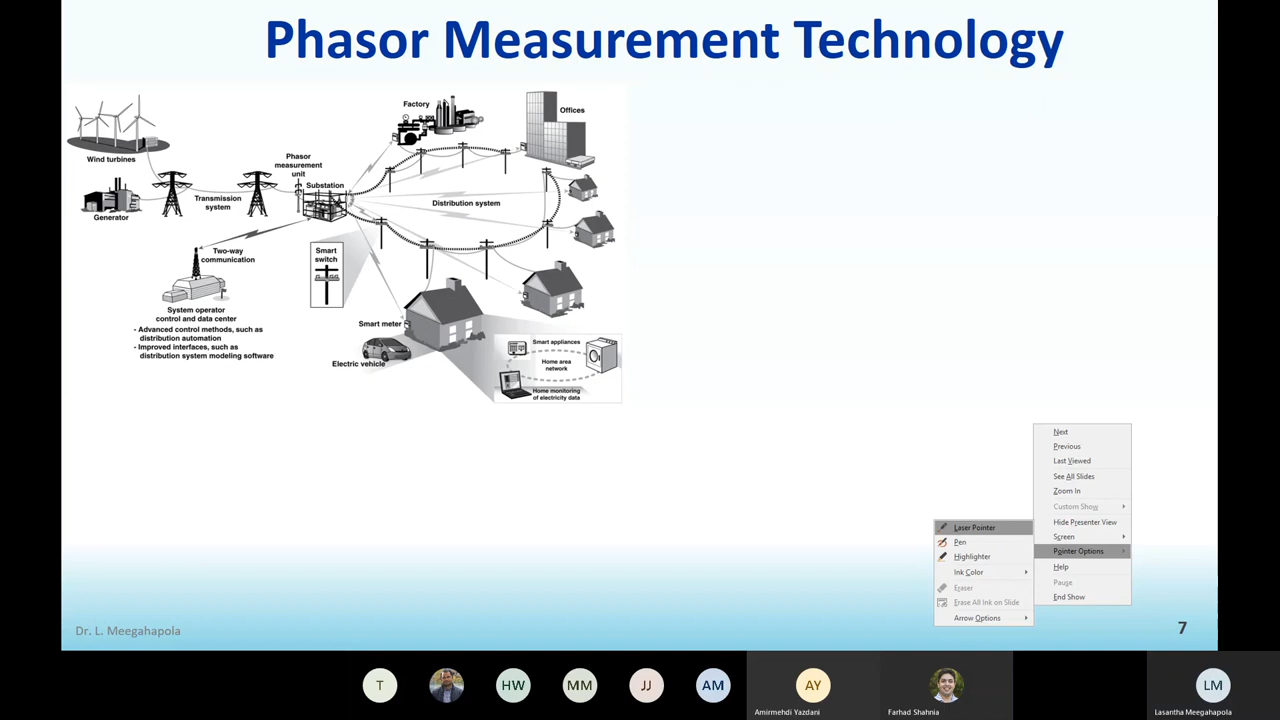 Phasor Measurement Technology
Factory
Offices
Wind turbines
Phasor
measurement
unit
Substation
Generator
Transmission
system
Distribution system
Two-way
communication
Smart
switch
System operator
control and data center
- Advanced control methods, such as
distribution automation
- Improved interfaces, such as
distribution system modeling software
Smart meter
Electric vehicle
Smart appliances
Home area
network
Home monitoring
of electricity data
Next
Previous
Last Viewed
See All Slides
Zoom In
Custom Show
Hide Presenter View
Screen
Pointer Options
Help
Pause
End Show
Laser Pointer
Pen
Highlighter
Ink Color
Eraser
Erase All Ink on Slide
Arrow Options
Dr. L. Meegahapola
7
T
HW
MM
JJ
AM
AY
LM
Amirmehdi Yazdani
Farhad Shahnia
Lasantha Meegahapola